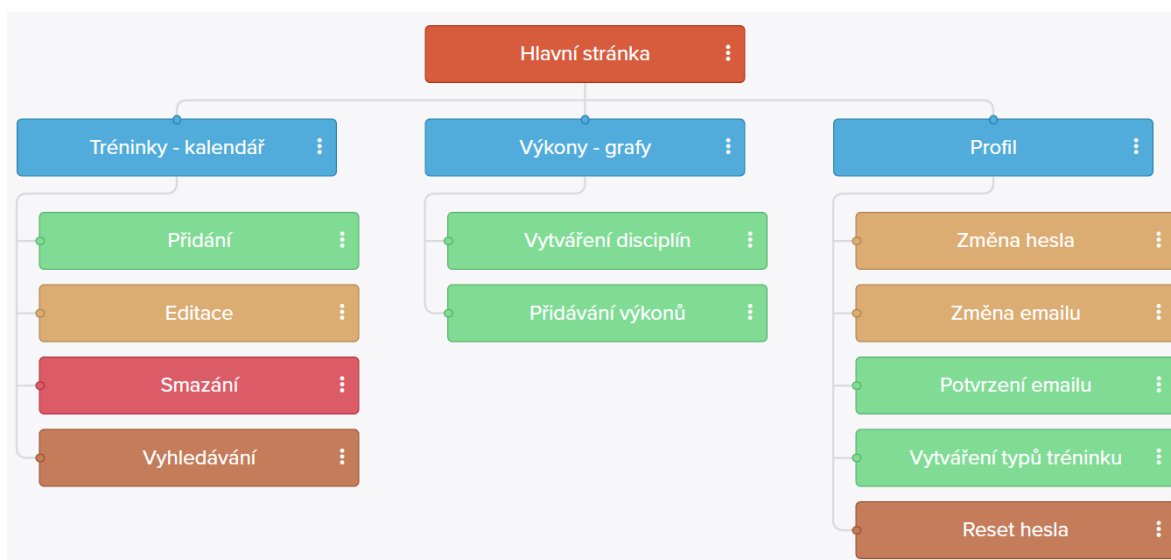 Hlavní stránka
Tréninky - kalendář
Přidání
Editace
Smazání
Vyhledávání
Výkony - grafy
Vytváření disciplín
Přidávání výkonů
Profil
Změna hesla
Změna emailu
Potvrzení emailu
Vytváření typů tréninku
Reset hesla